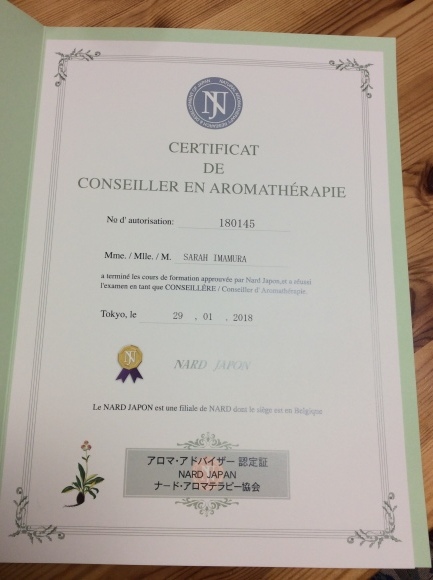 NJ
CERTIFICAT
DE
CONSEILLER EN AROMATHÉRAPIE
No d' autorisation: 180145
Mme. / Mlle. / M. SARAH IMAMURA
a terminé les cours de formation approuvée par Nard Japon,et a réussi
l'examen en tant que CONSEILLÈRE / Conseiller d' Aromathérapie.
Tokyo, le 29 . 01 . 2018
NARD JAPON
Le NARD JAPON est une filiale de NARD dont le siège est en Belgique
アロマ・アドバイザー 認定証
NARD JAPAN
ナード・アロマテラピー協会